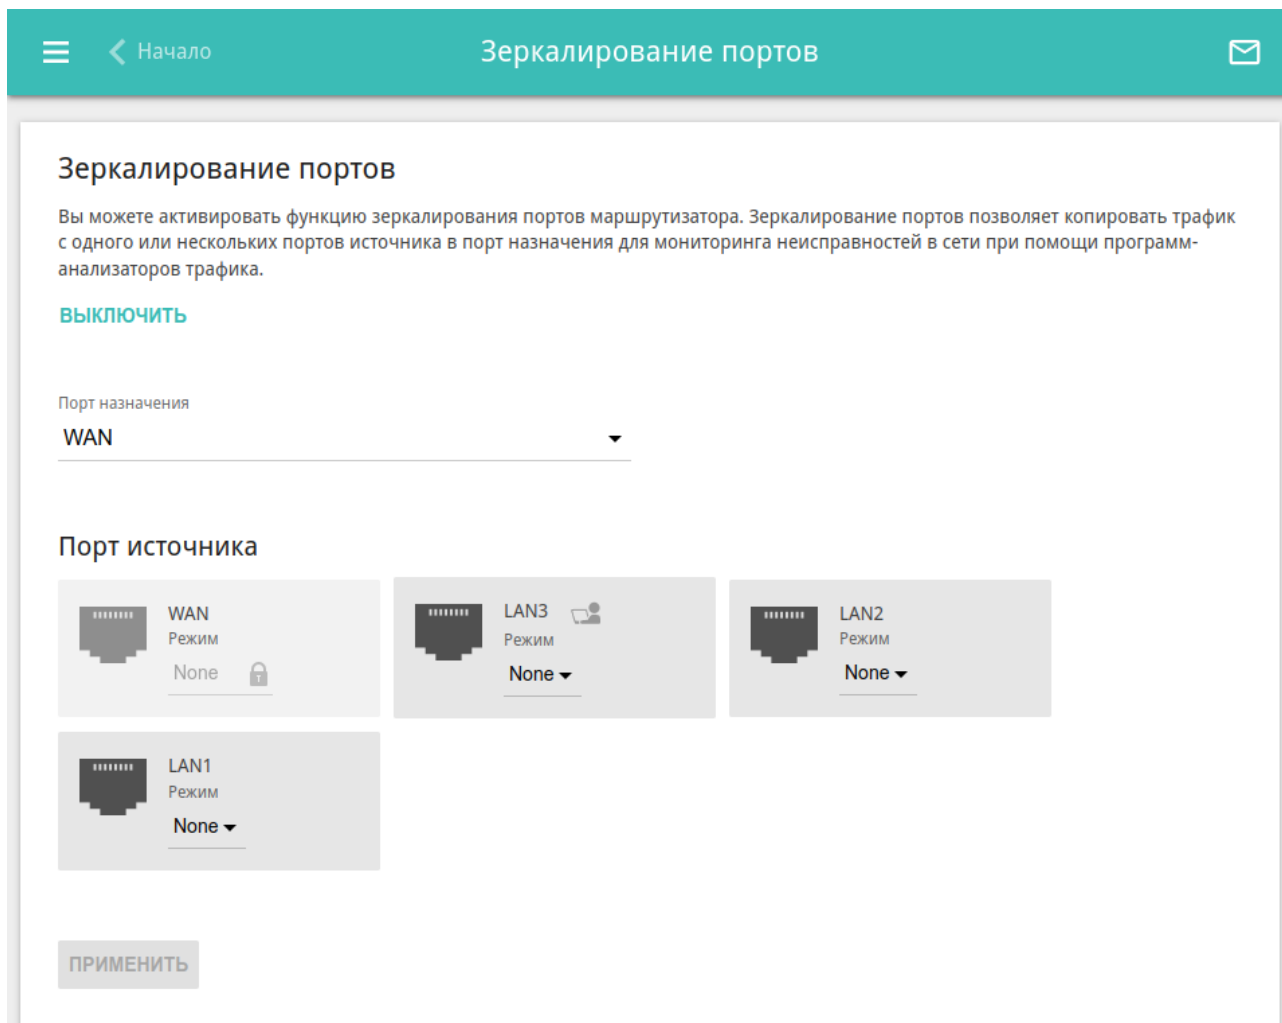 Начало
Зеркалирование портов
Зеркалирование портов
Вы можете активировать функцию зеркалирования портов маршрутизатора. Зеркалирование портов позволяет копировать трафик
с одного или нескольких портов источника в порт назначения для мониторинга неисправностей в сети при помощи программ-
анализаторов трафика.
ВЫКЛЮЧИТЬ
Порт назначения
WAN
Порт источника
WAN
Режим
None
LAN3
Режим
None
LAN2
Режим
None
LAN1
Режим
None
ПРИМЕНИТЬ